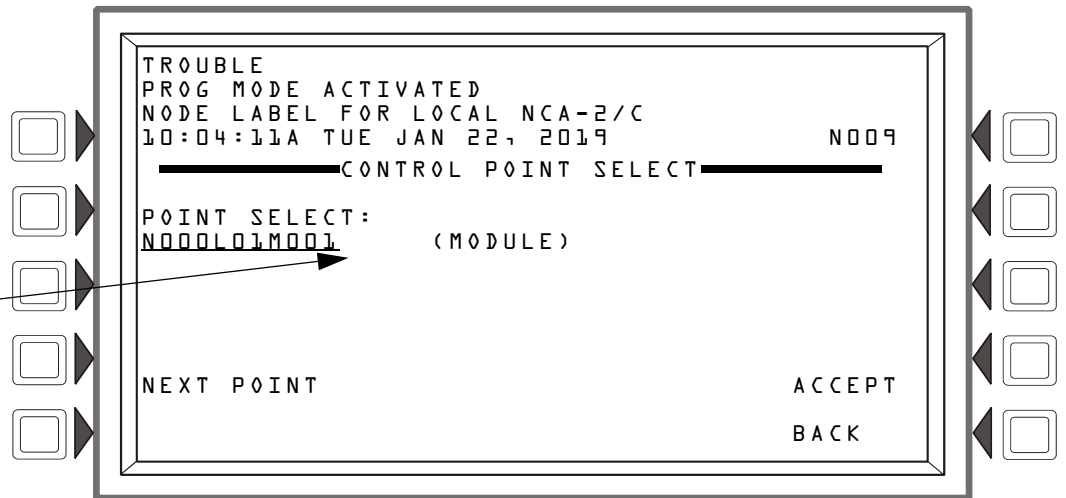 TROUBLE
PROG MODE ACTIVATED
NODE LABEL FOR LOCAL NCA-2/C
10:04:11A TUE JAN 22, 2019 N009
CONTROL POINT SELECT
POINT SELECT:
N000L01M001 (MODULE)
NEXT POINT ACCEPT
BACK